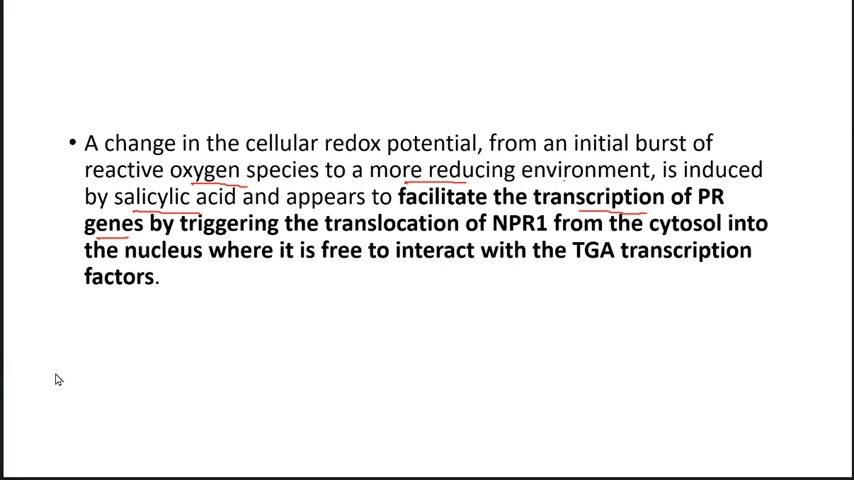 • A change in the cellular redox potential, from an initial burst of
reactive oxygen species to a more reducing environment, is induced
by salicylic acid and appears to facilitate the transcription of PR
genes by triggering the translocation of NPR1 from the cytosol into
the nucleus where it is free to interact with the TGA transcription
factors.